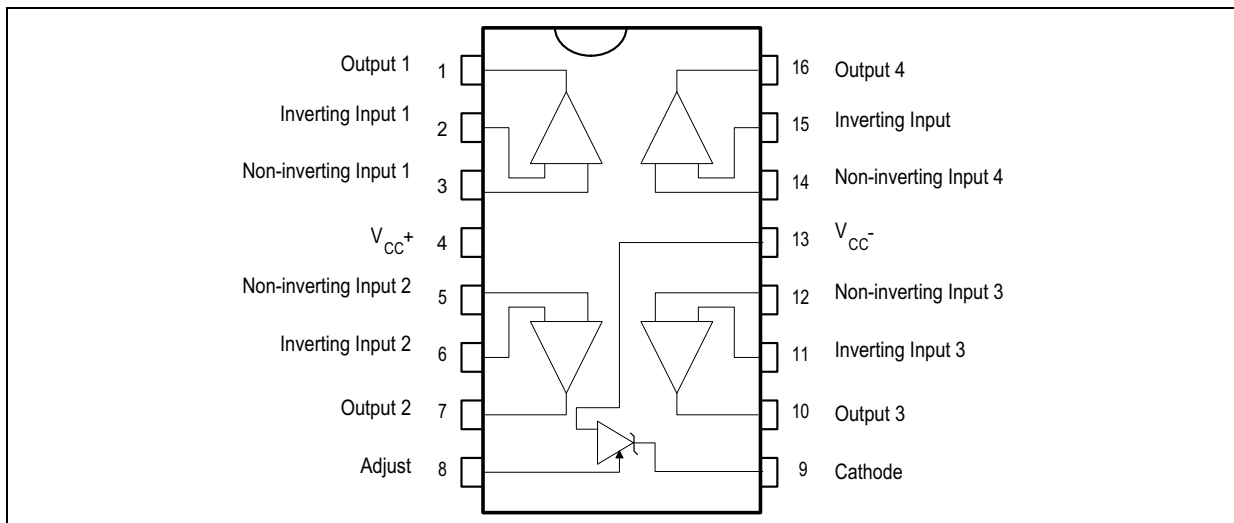 Output 1 1 16 Output 4
Inverting Input 1 2 15 Inverting Input
Non-inverting Input 1 3 14 Non-inverting Input 4
VCC+ 4 13 VCC-
Non-inverting Input 2 5 12 Non-inverting Input 3
Inverting Input 2 6 11 Inverting Input 3
Output 2 7 10 Output 3
Adjust 8 9 Cathode